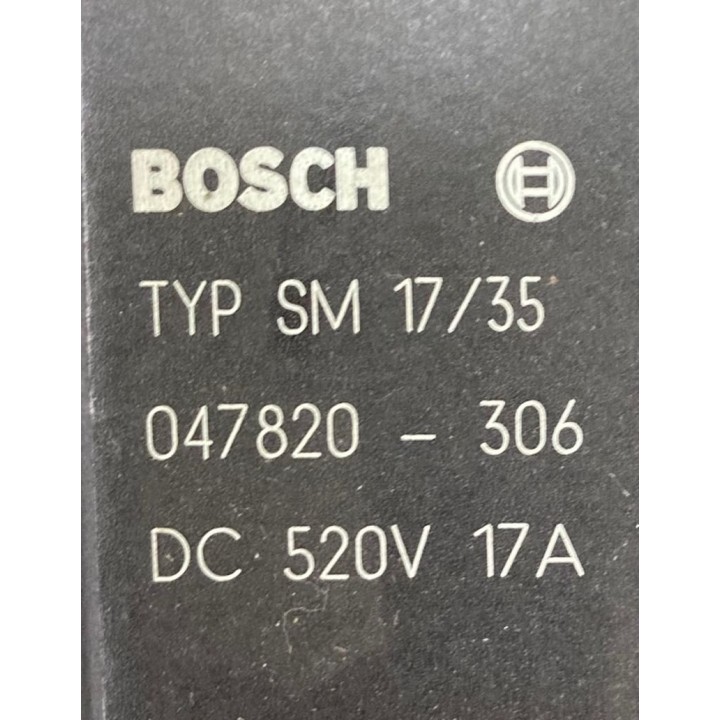 BOSCH
TYP SM 17/35
047820 - 306
DC 520V 17A